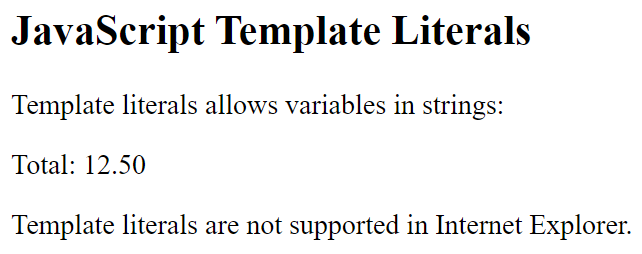 JavaScript Template Literals
Template literals allows variables in strings:
Total: 12.50
Template literals are not supported in Internet Explorer.